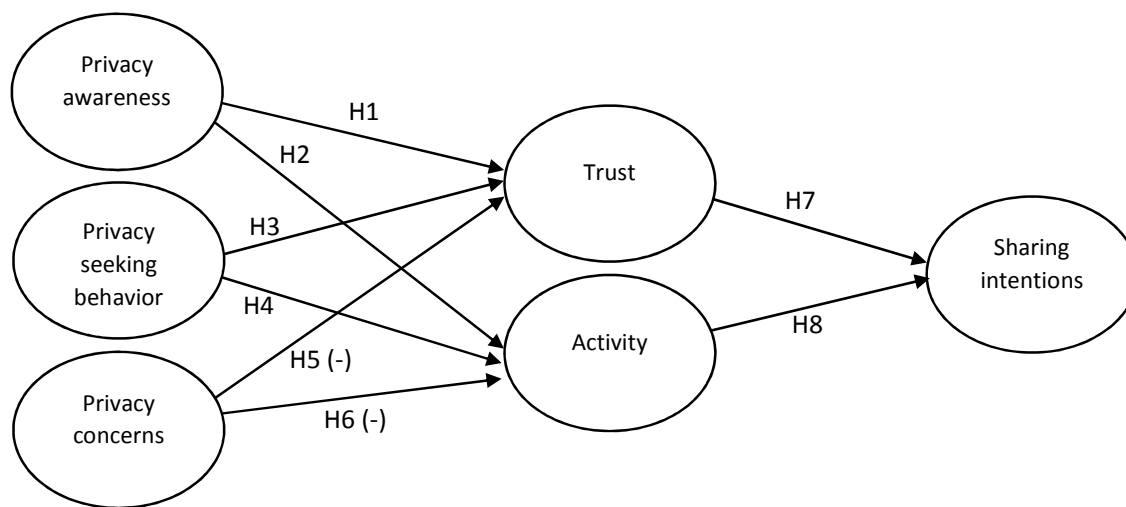 Privacy
awareness
H1
H2
Trust
H3
H7
Privacy
seeking
behavior
Sharing
intentions
H4
H8
Activity
H5 (-)
H6 (-)
Privacy
concerns